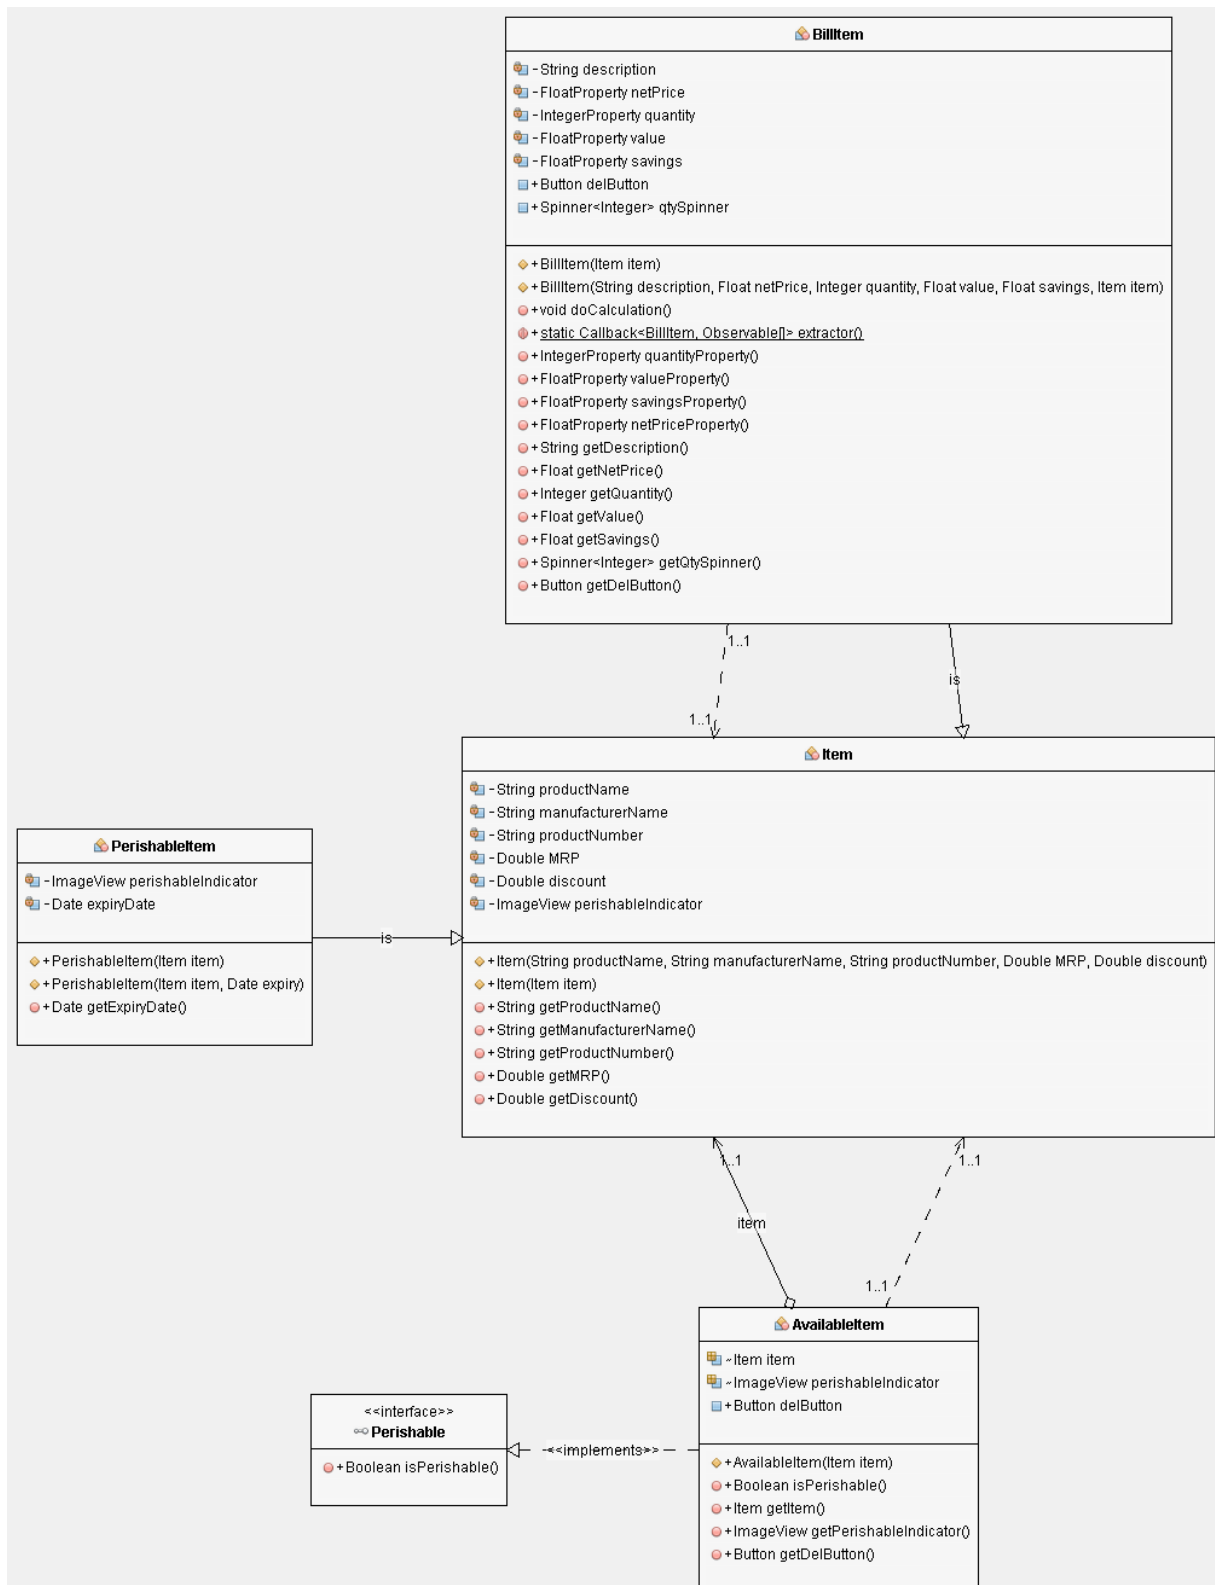 BillItem
-String description
-FloatProperty netPrice
-IntegerProperty quantity
-FloatProperty value
-FloatProperty savings
+Button delButton
+Spinner<Integer> qtySpinner
+BillItem(Item item)
+BillItem(String description, Float netPrice, Integer quantity, Float value, Float savings, Item item)
+void doCalculation()
+static Callback<BillItem, Observable[]> extractor()
+IntegerProperty quantityProperty()
+FloatProperty valueProperty()
+FloatProperty savingsProperty()
+FloatProperty netPriceProperty()
+String getDescription()
+Float getNetPrice()
+Integer getQuantity()
+Float getValue()
+Float getSavings()
+Spinner<Integer> getQtySpinner()
+Button getDelButton()
1..1
is
1..1
Item
-String productName
-String manufacturerName
-String productNumber
-Double MRP
-Double discount
-ImageView perishableIndicator
+Item(String productName, String manufacturerName, String productNumber, Double MRP, Double discount)
+Item(Item item)
+String getProductName()
+String getManufacturerName()
+String getProductNumber()
+Double getMRP()
+Double getDiscount()
PerishableItem
-ImageView perishableIndicator
-Date expiryDate
+PerishableItem(Item item)
+PerishableItem(Item item, Date expiry)
+Date getExpiryDate()
is
1..1
1..1
item
1..1
AvailableItem
~Item item
~ImageView perishableIndicator
+Button delButton
+AvailableItem(Item item)
+Boolean isPerishable()
+Item getItem()
+ImageView getPerishableIndicator()
+Button getDelButton()
<<interface>>
Perishable
+Boolean isPerishable()
<<implements>>